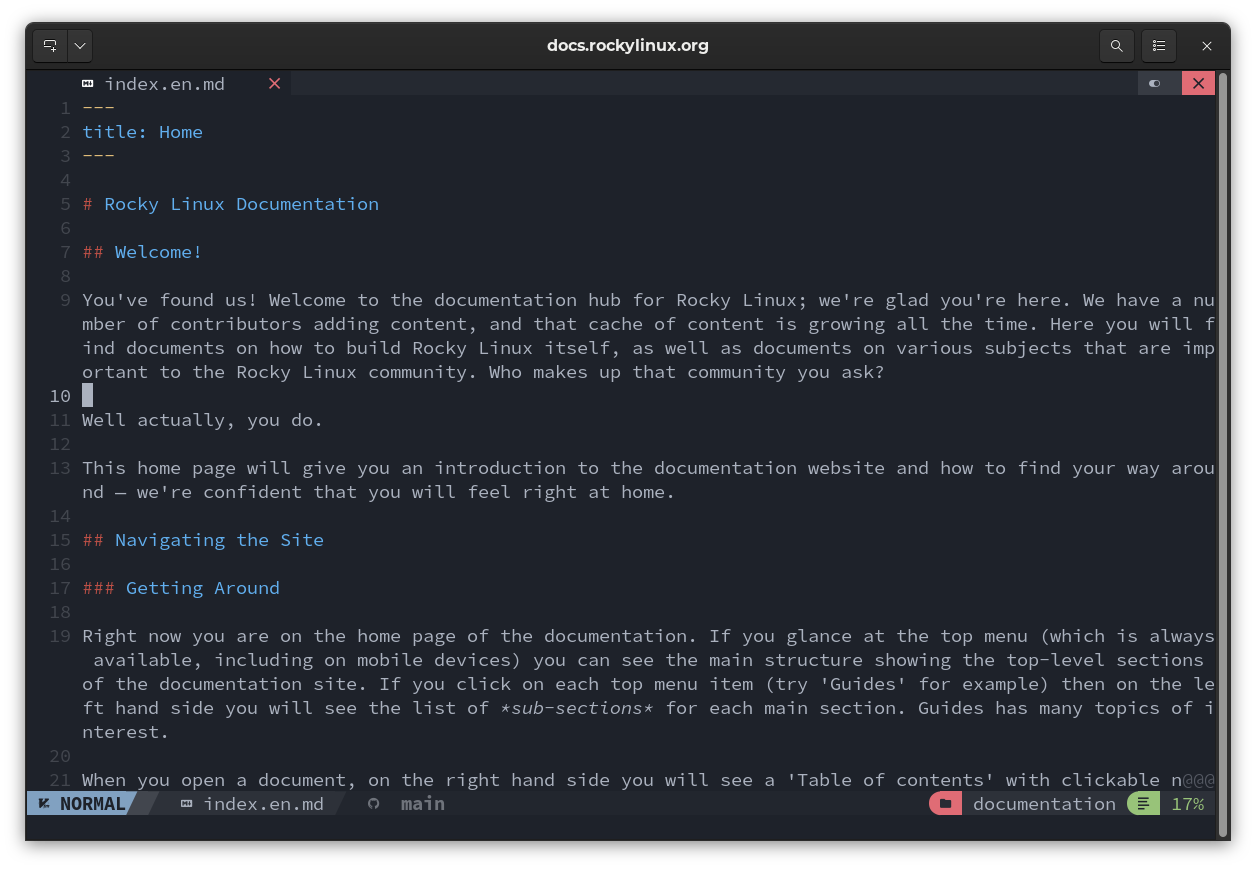 docs.rockylinux.org
index.en.md
1 ---
2 title: Home
3 ---
4
5 # Rocky Linux Documentation
6
7 ## Welcome!
8
9 You've found us! Welcome to the documentation hub for Rocky Linux; we're glad you're here. We have a nu
mber of contributors adding content, and that cache of content is growing all the time. Here you will f
ind documents on how to build Rocky Linux itself, as well as documents on various subjects that are imp
ortant to the Rocky Linux community. Who makes up that community you ask?
10
11 Well actually, you do.
12
13 This home page will give you an introduction to the documentation website and how to find your way arou
nd — we're confident that you will feel right at home.
14
15 ## Navigating the Site
16
17 ### Getting Around
18
19 Right now you are on the home page of the documentation. If you glance at the top menu (which is always
available, including on mobile devices) you can see the main structure showing the top-level sections
of the documentation site. If you click on each top menu item (try 'Guides' for example) then on the le
ft hand side you will see the list of *sub-sections* for each main section. Guides has many topics of i
nterest.
20
21 When you open a document, on the right hand side you will see a 'Table of contents' with clickable n@@@
NORMAL index.en.md main documentation 17%